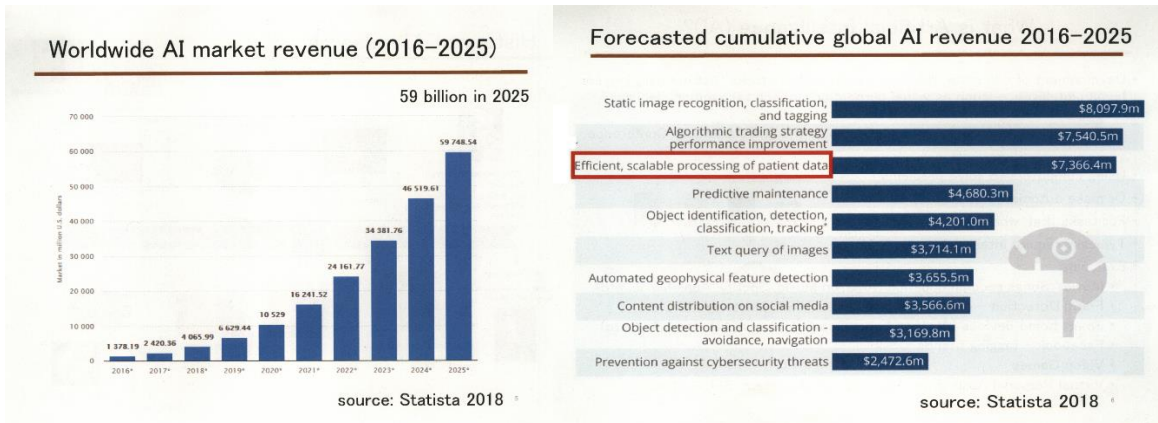 Worldwide AI market revenue (2016-2025)
59 billion in 2025
70 000
60 000
50 000
40 000
30 000
20 000
10 000
0
Market in million U.S. dollars
1 378.19
2 420.36
4 065.99
6 629.44
10 529
16 241.52
24 161.77
34 381.76
46 519.61
59 748.54
2016*
2017*
2018*
2019*
2020*
2021*
2022*
2023*
2024*
2025*
source: Statista 2018
5
Forecasted cumulative global AI revenue 2016-2025
Static image recognition, classification,
and tagging
$8,097.9m
Algorithmic trading strategy
performance improvement
$7,540.5m
Efficient, scalable processing of patient data
$7,366.4m
Predictive maintenance
$4,680.3m
Object identification, detection,
classification, tracking*
$4,201.0m
Text query of images
$3,714.1m
Automated geophysical feature detection
$3,655.5m
Content distribution on social media
$3,566.6m
Object detection and classification -
avoidance, navigation
$3,169.8m
Prevention against cybersecurity threats
$2,472.6m
source: Statista 2018
6